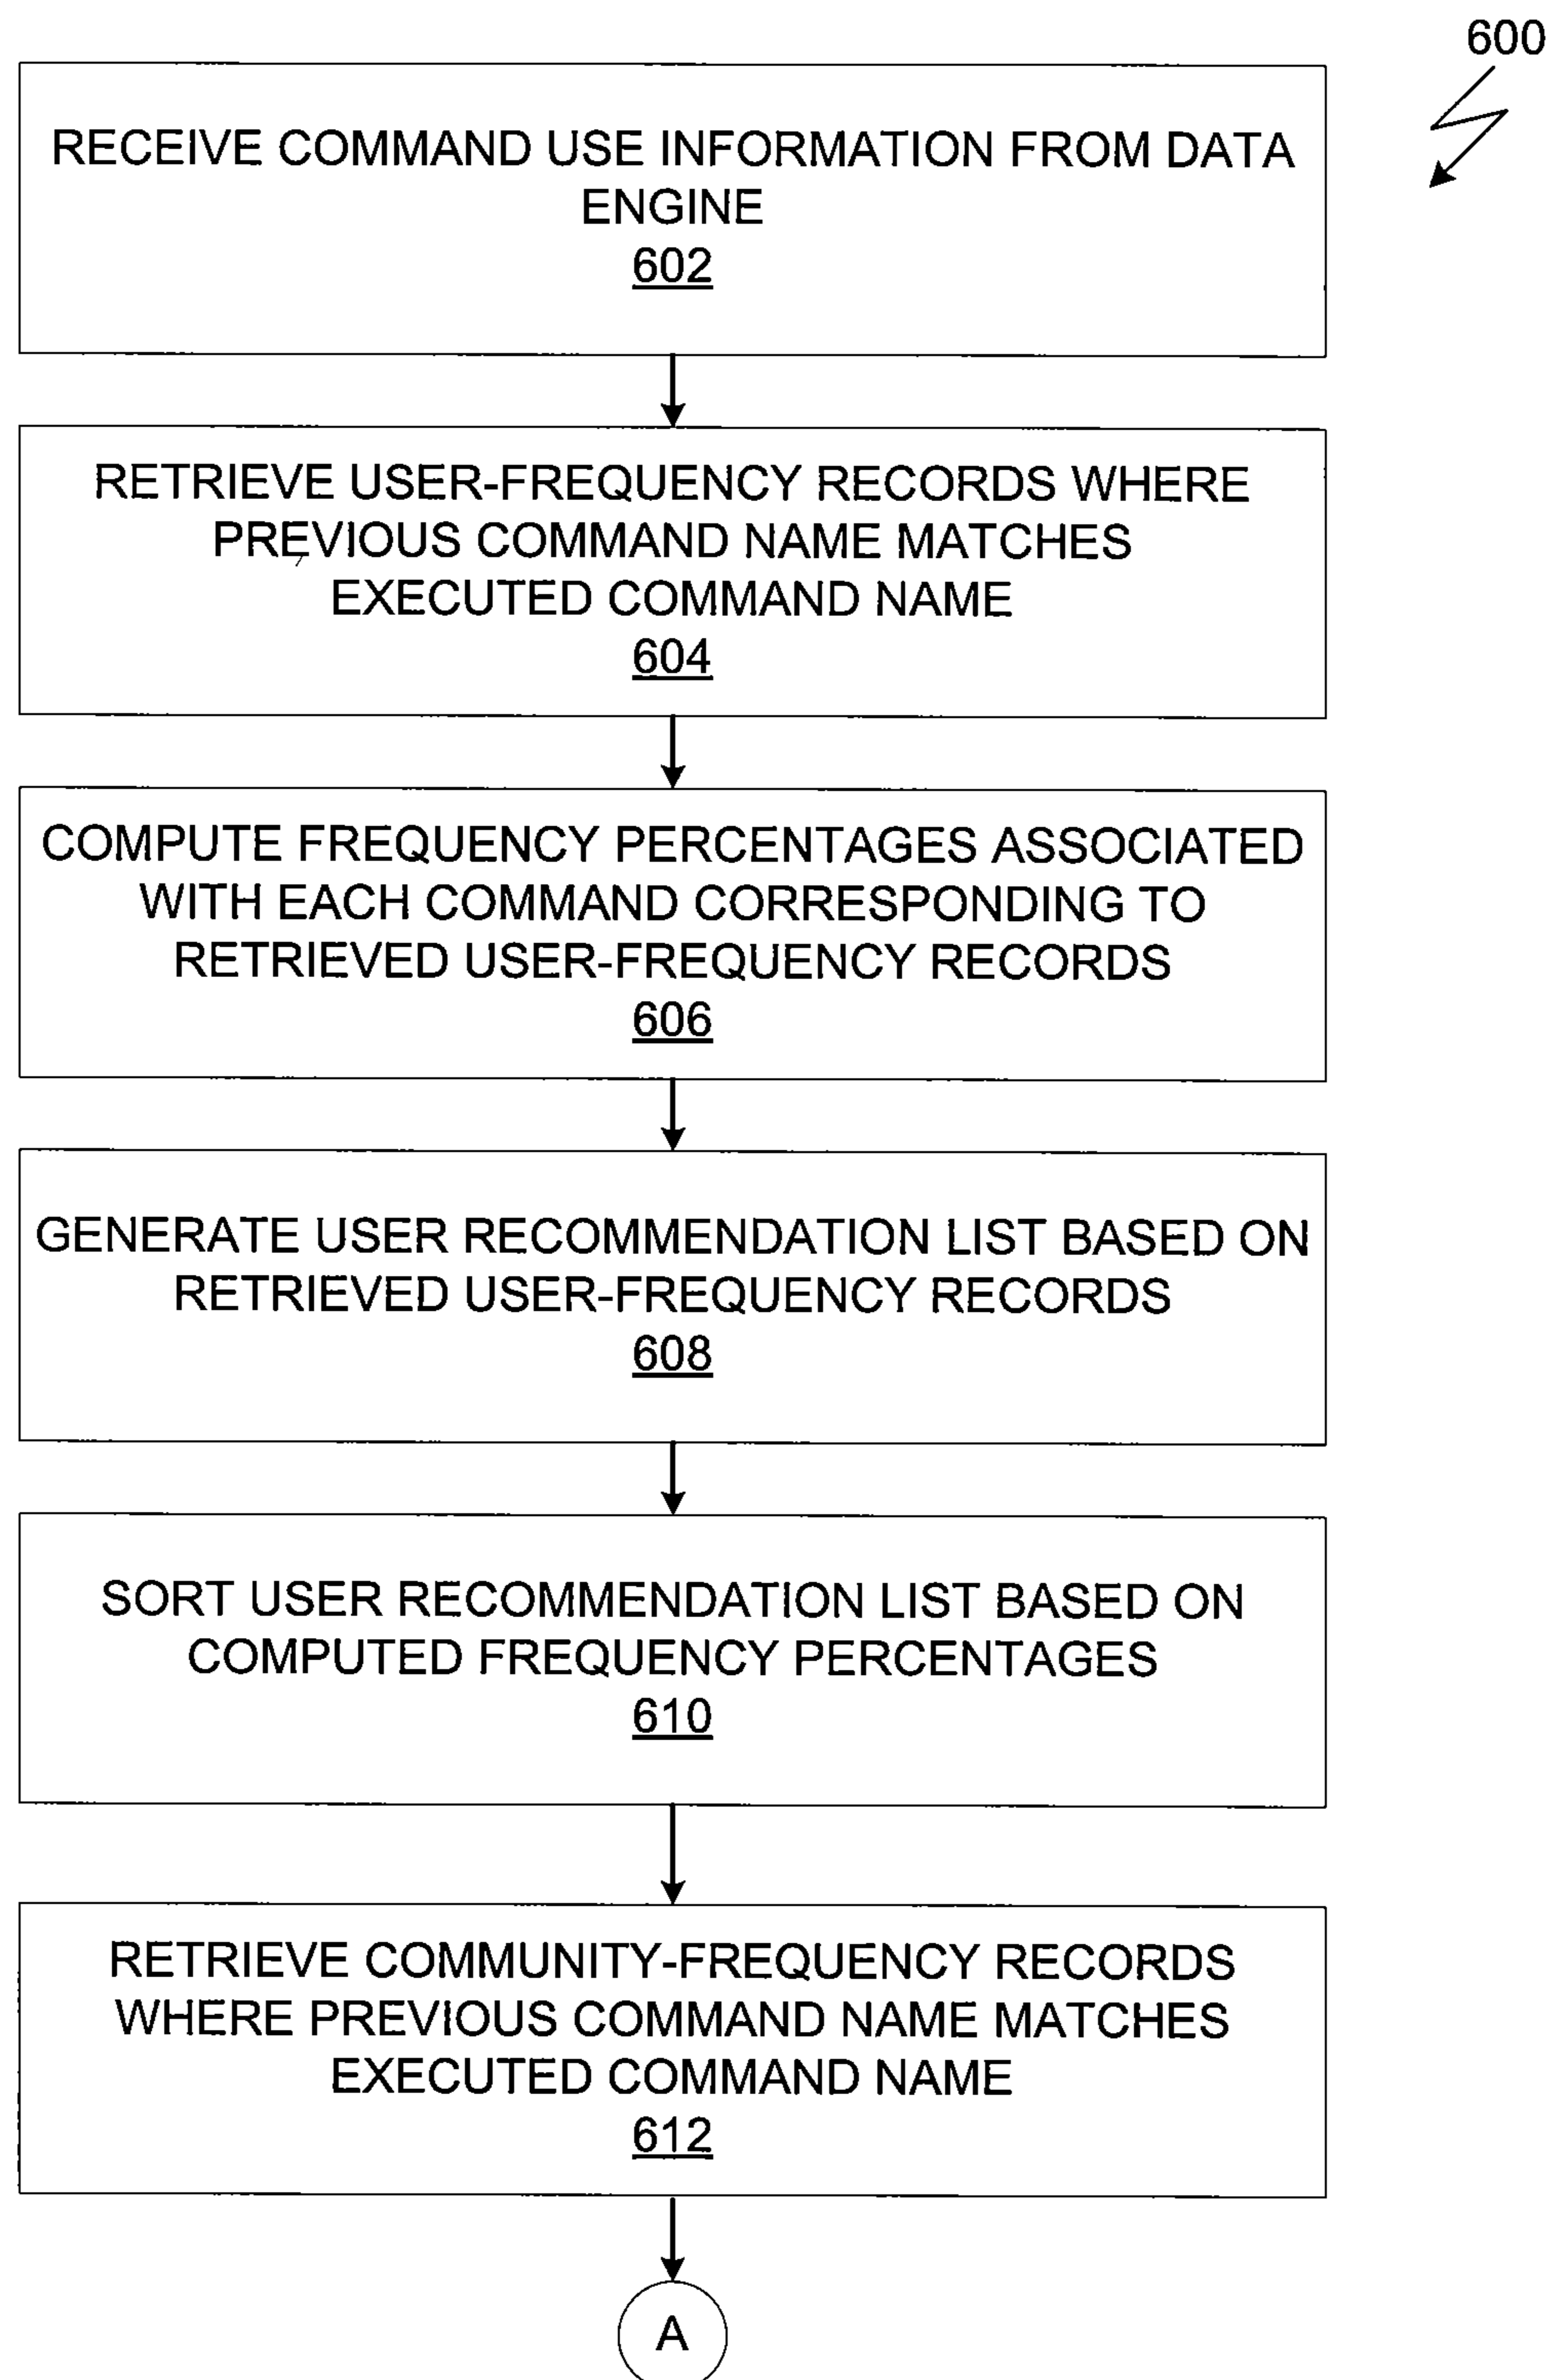 600
RECEIVE COMMAND USE INFORMATION FROM DATA
ENGINE
602
RETRIEVE USER-FREQUENCY RECORDS WHERE
PREVIOUS COMMAND NAME MATCHES
EXECUTED COMMAND NAME
604
COMPUTE FREQUENCY PERCENTAGES ASSOCIATED
WITH EACH COMMAND CORRESPONDING TO
RETRIEVED USER-FREQUENCY RECORDS
606
GENERATE USER RECOMMENDATION LIST BASED ON
RETRIEVED USER-FREQUENCY RECORDS
608
SORT USER RECOMMENDATION LIST BASED ON
COMPUTED FREQUENCY PERCENTAGES
610
RETRIEVE COMMUNITY-FREQUENCY RECORDS
WHERE PREVIOUS COMMAND NAME MATCHES
EXECUTED COMMAND NAME
612
A